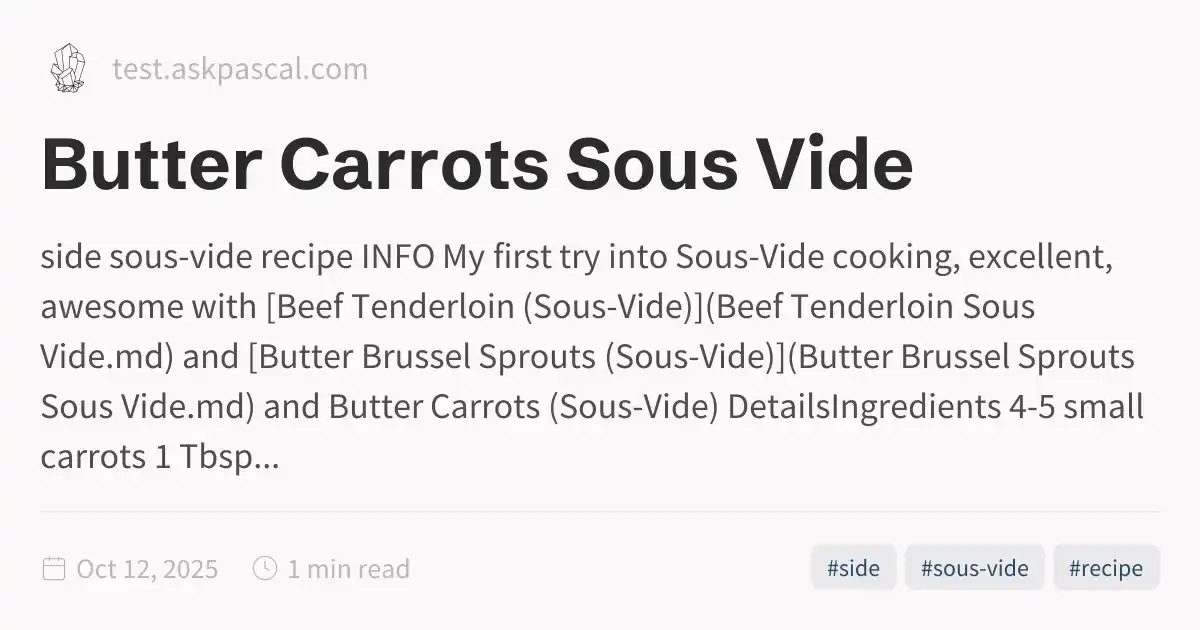 test.askpascal.com
Butter Carrots Sous Vide
side sous-vide recipe INFO My first try into Sous-Vide cooking, excellent,
awesome with [Beef Tenderloin (Sous-Vide)](Beef Tenderloin Sous
Vide.md) and [Butter Brussel Sprouts (Sous-Vide)](Butter Brussel Sprouts
Sous Vide.md) and Butter Carrots (Sous-Vide) DetailsIngredients 4-5 small
carrots 1 Tbsp...
Oct 12, 2025 1 min read #side #sous-vide #recipe